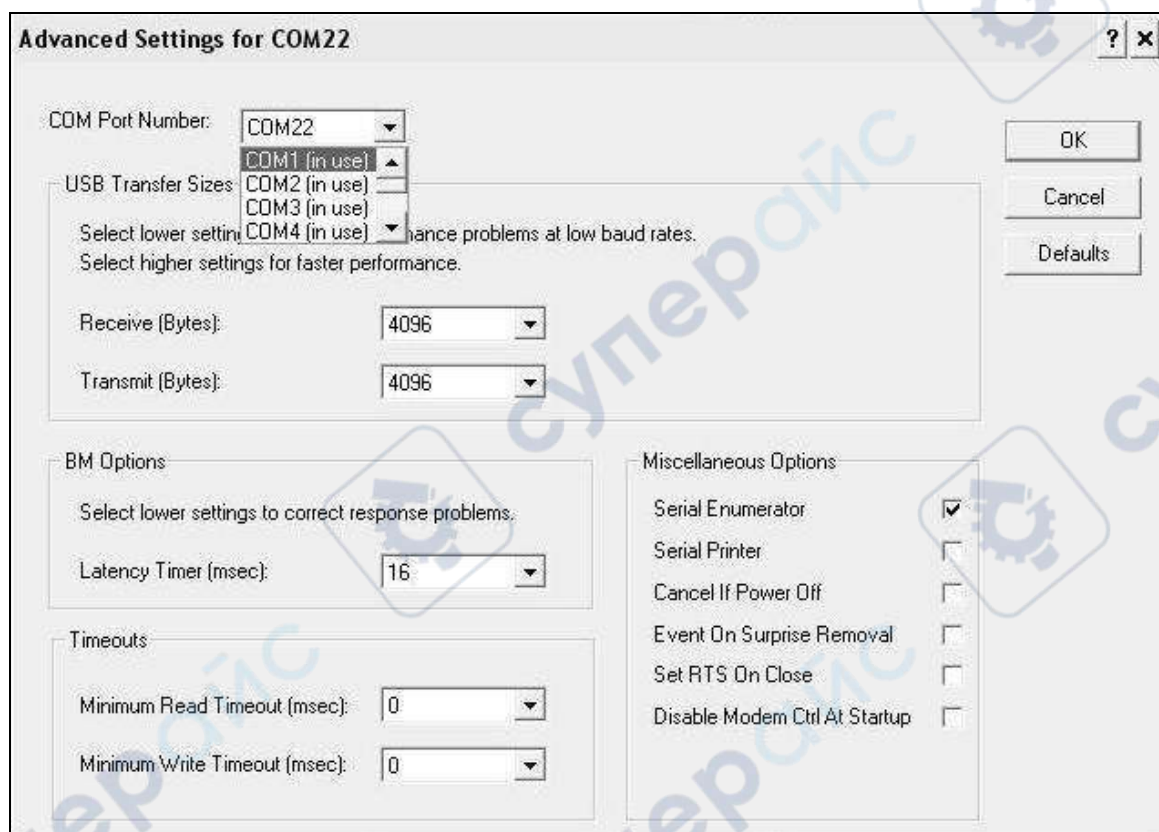 Advanced Settings for COM22
? ×
COM Port Number: COM22
OK
COM1 (in use)
USB Transfer Sizes COM2 (in use)
Cancel
COM3 (in use)
Select lower COM4 (in use) problems at low baud rates.
Select higher settings for faster performance.
Defaults
Receive (Bytes): 4096
Transmit (Bytes): 4096
BM Options
Select lower settings to correct response problems.
Latency Timer (msec): 16
Timeouts
Minimum Read Timeout (msec): 0
Minimum Write Timeout (msec): 0
Miscellaneous Options
Serial Enumerator
Serial Printer
Cancel If Power Off
Event On Surprise Removal
Set RTS On Close
Disable Modem Ctrl At Startup
суперайс